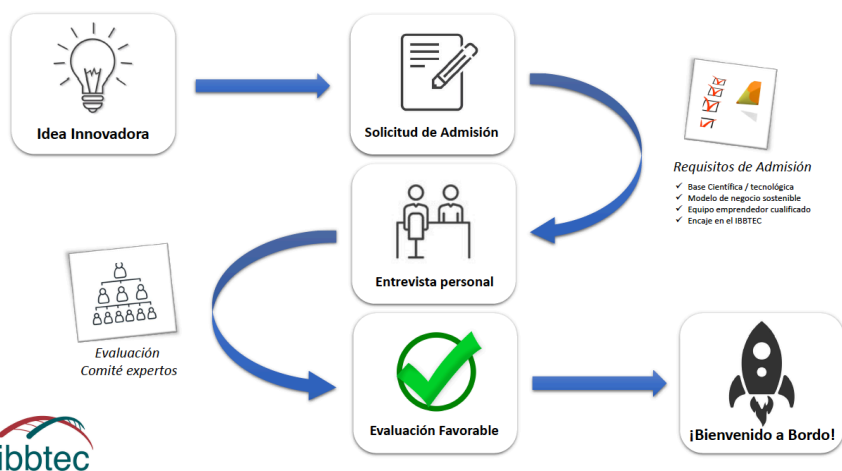 Idea Innovadora
Solicitud de Admisión
Requisitos de Admisión
✓ Base Científica / tecnológica
✓ Modelo de negocio sostenible
✓ Equipo emprendedor cualificado
✓ Encaje en el IBBTEC
Entrevista personal
Evaluación
Comité expertos
Evaluación Favorable
¡Bienvenido a Bordo!
ibbtec